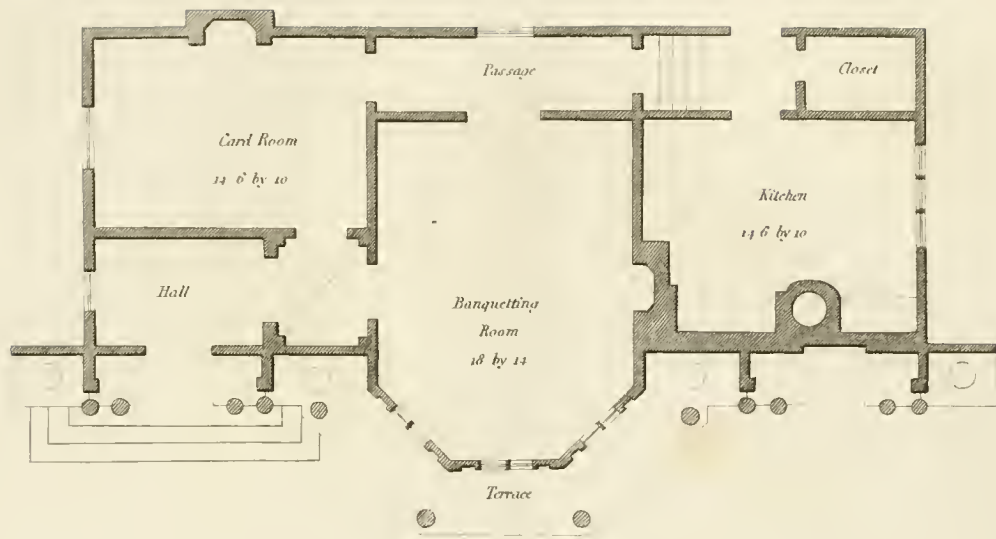 Passage
Closet
Card Room
14 6 by 10
Kitchen
14 6 by 10
Hall
Banquetting
Room
18 by 14
Terrace